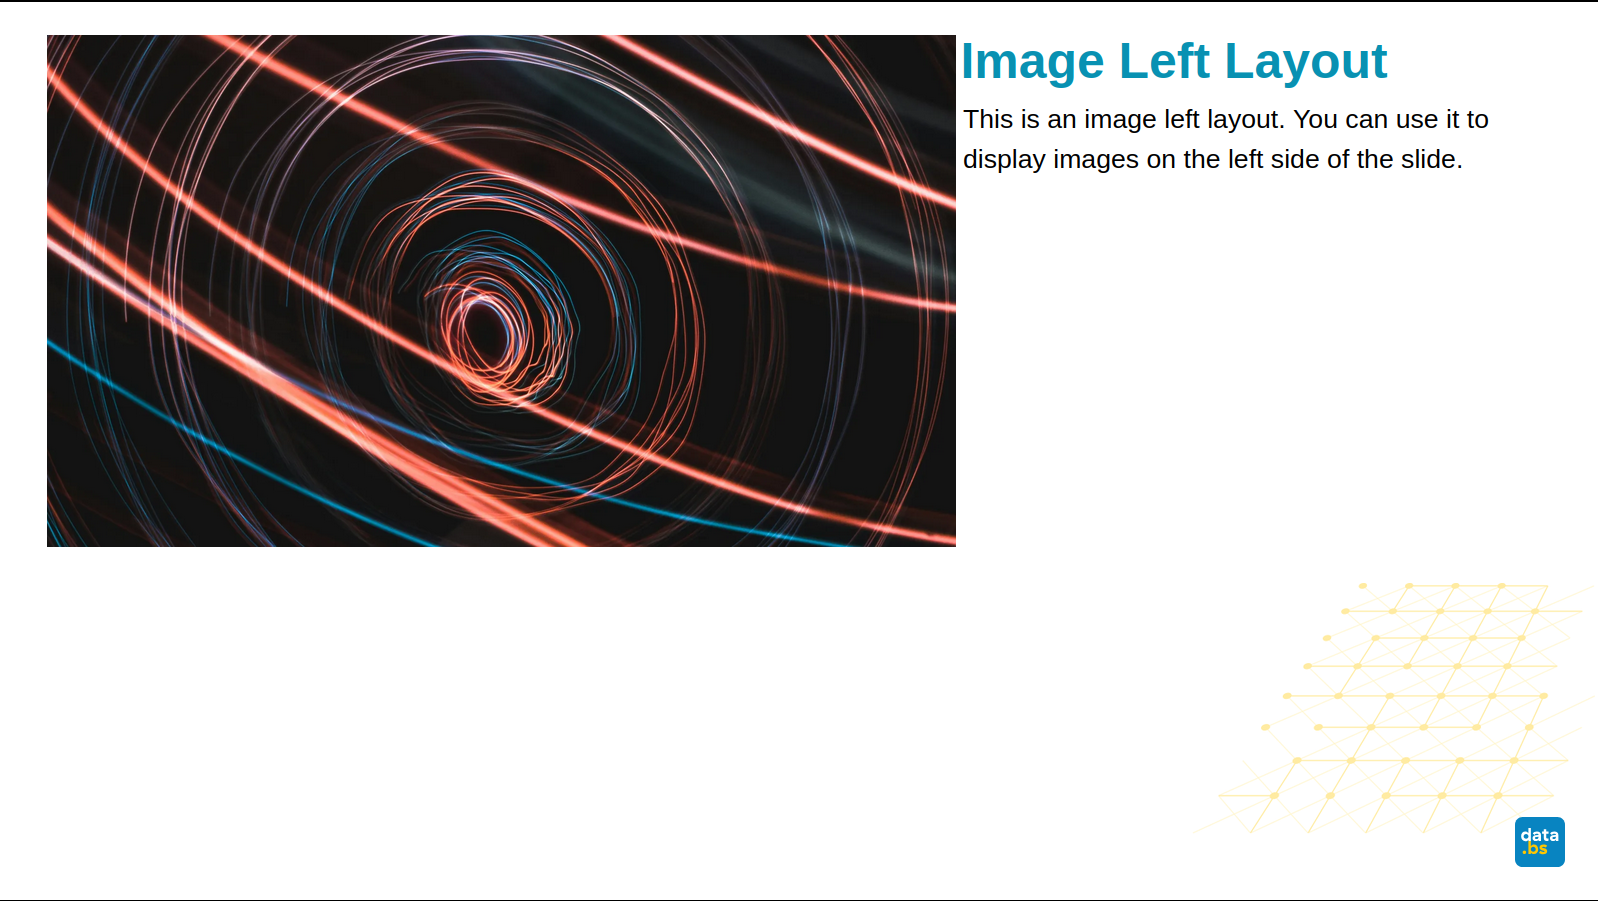 Image Left Layout
This is an image left layout. You can use it to
display images on the left side of the slide.
data
.bs